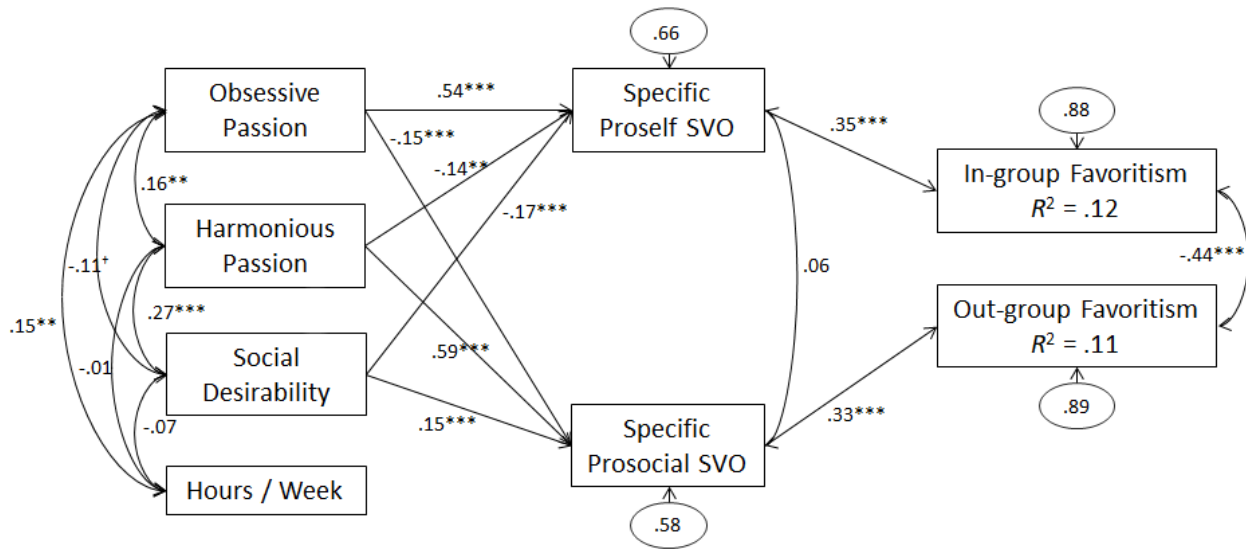 .66
Obsessive
Passion
.54***
Specific
Proself SVO
-.15***
.88
.35***
-.14**
In-group Favoritism
R² = .12
.16**
-.17***
Harmonious
Passion
-.44***
-.11†
.06
.27***
Out-group Favoritism
R² = .11
.15**
-.01
Social
Desirability
.59***
.15***
.33***
.89
-.07
Specific
Prosocial SVO
Hours / Week
.58